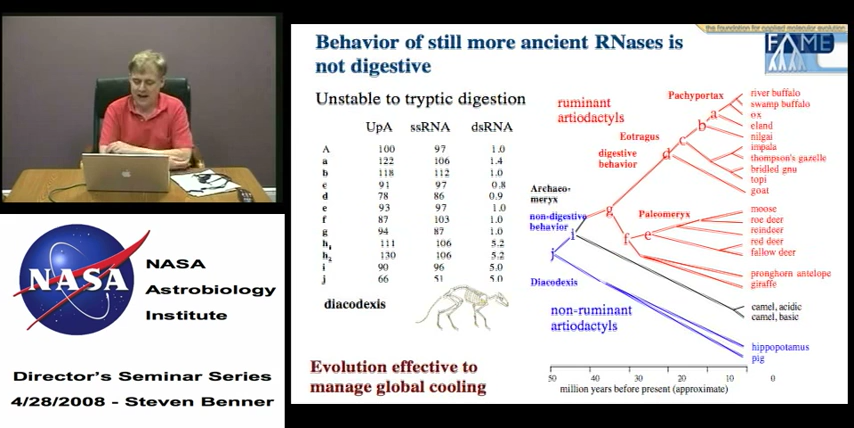 the foundation for applied molecular evolution
FAME
Behavior of still more ancient RNases is
not digestive
Unstable to tryptic digestion
UpA ssRNA dsRNA
A 100 97 1.0
a 122 106 1.4
b 118 112 1.0
c 91 97 0.8
d 78 86 0.9
e 93 97 1.0
f 87 103 1.0
g 94 87 1.0
h1 111 106 5.2
h2 130 106 5.2
i 90 96 5.0
j 66 51 5.0
diacodexis
Evolution effective to
manage global cooling
ruminant
artiodactyls
Pachyportax
Eotragus
digestive
behavior
Archaeo-
meryx
non-digestive
behavior
Paleomeryx
Diacodexis
non-ruminant
artiodactyls
a
b
c
d
g
f
e
i
j
river buffalo
swamp buffalo
ox
eland
nilgai
impala
thompson's gazelle
bridled gnu
topi
goat
moose
roe deer
reindeer
red deer
fallow deer
pronghorn antelope
giraffe
camel, acidic
camel, basic
hippopotamus
pig
50 40 30 20 10 0
million years before present (approximate)
NASA
NASA
Astrobiology
Institute
Director's Seminar Series
4/28/2008 - Steven Benner